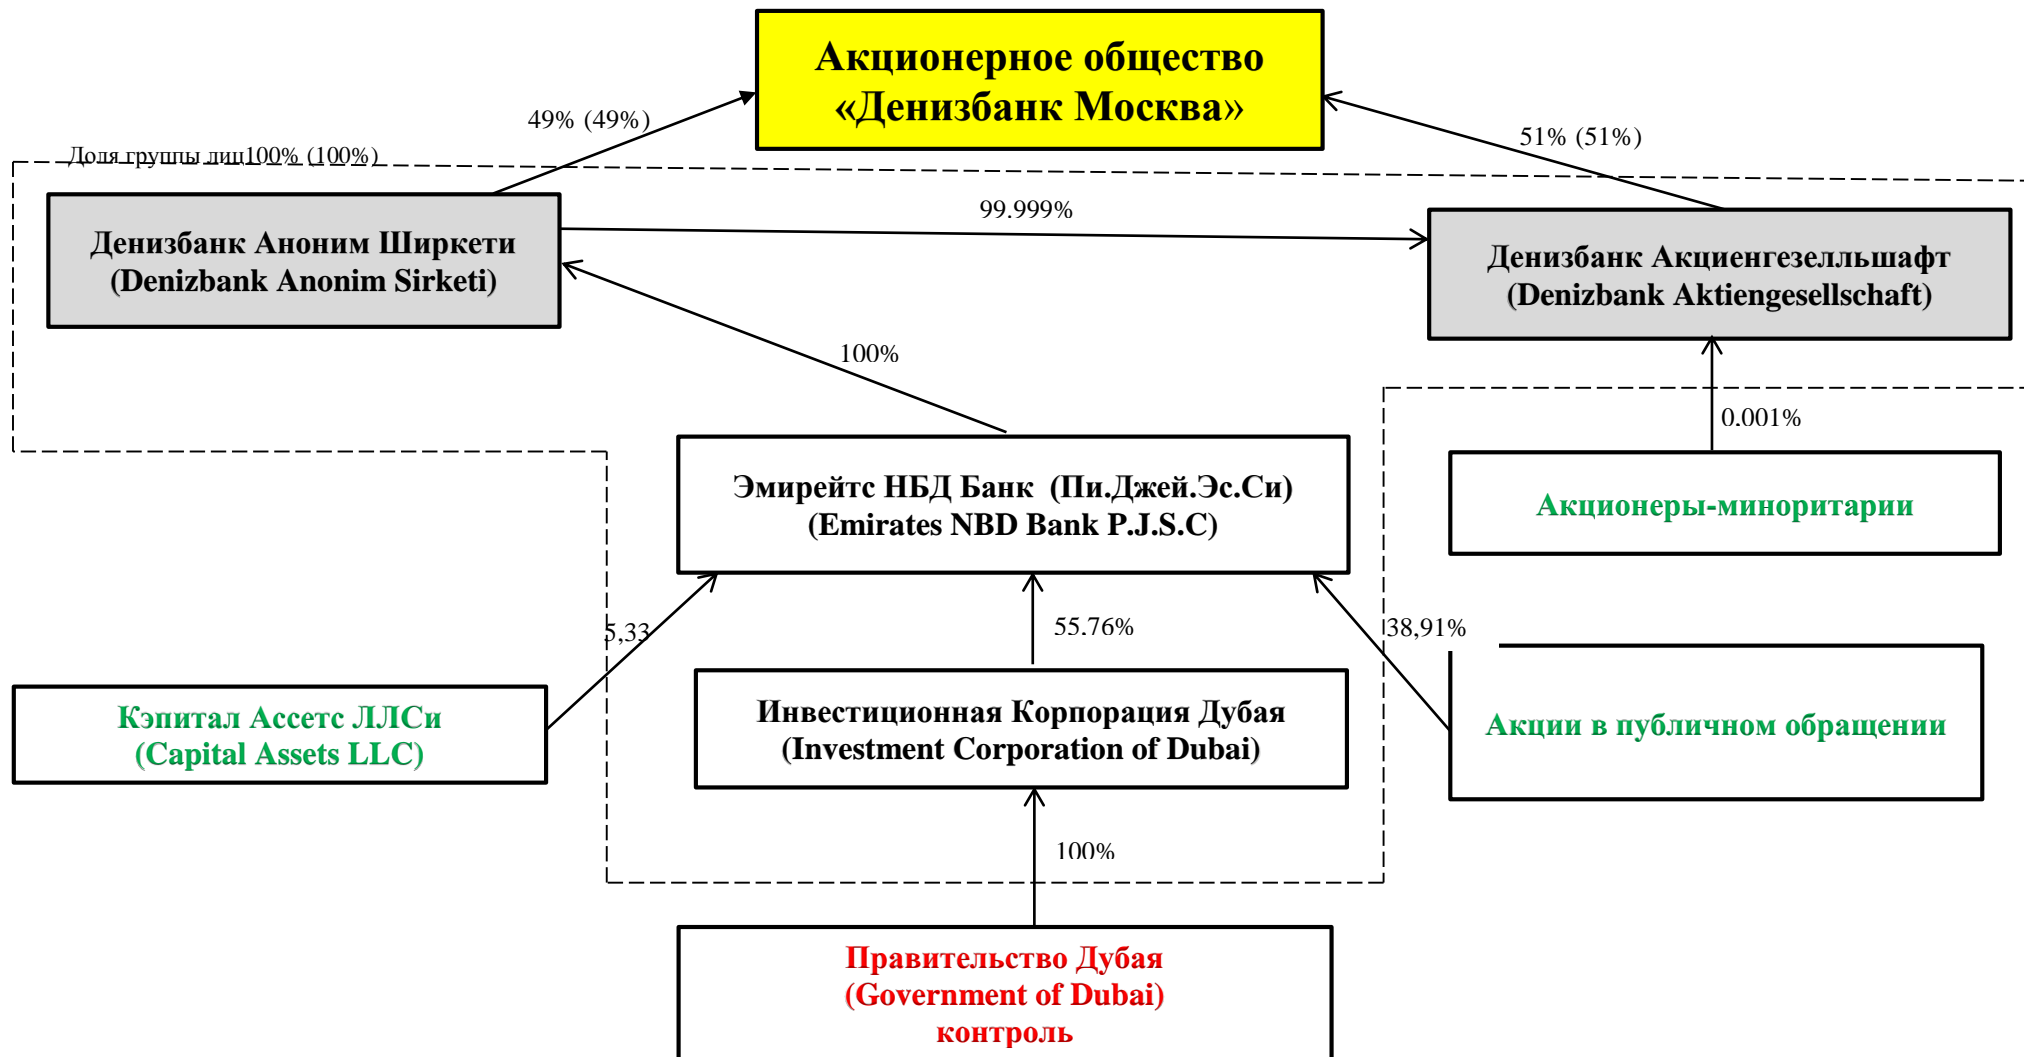 Акционерное общество
«Денизбанк Москва»
49% (49%)
51% (51%)
Доля группы лиц100% (100%)
99.999%
Денизбанк Аноним Ширкети
(Denizbank Anonim Sirketi)
Денизбанк Акциенгезелльшафт
(Denizbank Aktiengesellschaft)
100%
0.001%
Эмирейтс НБД Банк (Пи.Джей.Эс.Си)
(Emirates NBD Bank P.J.S.C)
Акционеры-миноритарии
5,33
55.76%
38,91%
Кэпитал Ассетс ЛЛСи
(Capital Assets LLC)
Инвестиционная Корпорация Дубая
(Investment Corporation of Dubai)
Акции в публичном обращении
100%
Правительство Дубая
(Government of Dubai)
контроль